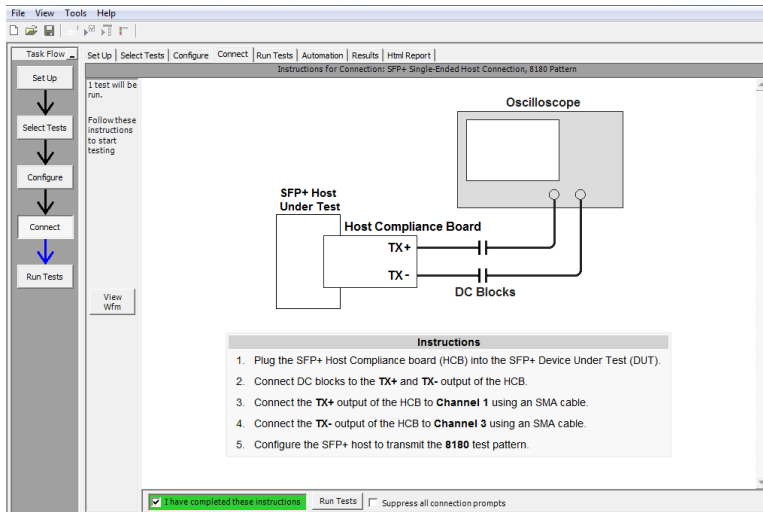 File View Tools Help
Task Flow
Set Up
Select Tests
Configure
Connect
Run Tests
Set Up Select Tests Configure Connect Run Tests Automation Results Html Report
Instructions for Connection: SFP+ Single-Ended Host Connection, 8180 Pattern
1 test will be
run.
Follow these
instructions
to start
testing
View
Wfm
Oscilloscope
SFP+ Host
Under Test
Host Compliance Board
TX+
TX-
DC Blocks
Instructions
1. Plug the SFP+ Host Compliance board (HCB) into the SFP+ Device Under Test (DUT).
2. Connect DC blocks to the TX+ and TX- output of the HCB.
3. Connect the TX+ output of the HCB to Channel 1 using an SMA cable.
4. Connect the TX- output of the HCB to Channel 3 using an SMA cable.
5. Configure the SFP+ host to transmit the 8180 test pattern.
I have completed these instructions Run Tests Suppress all connection prompts